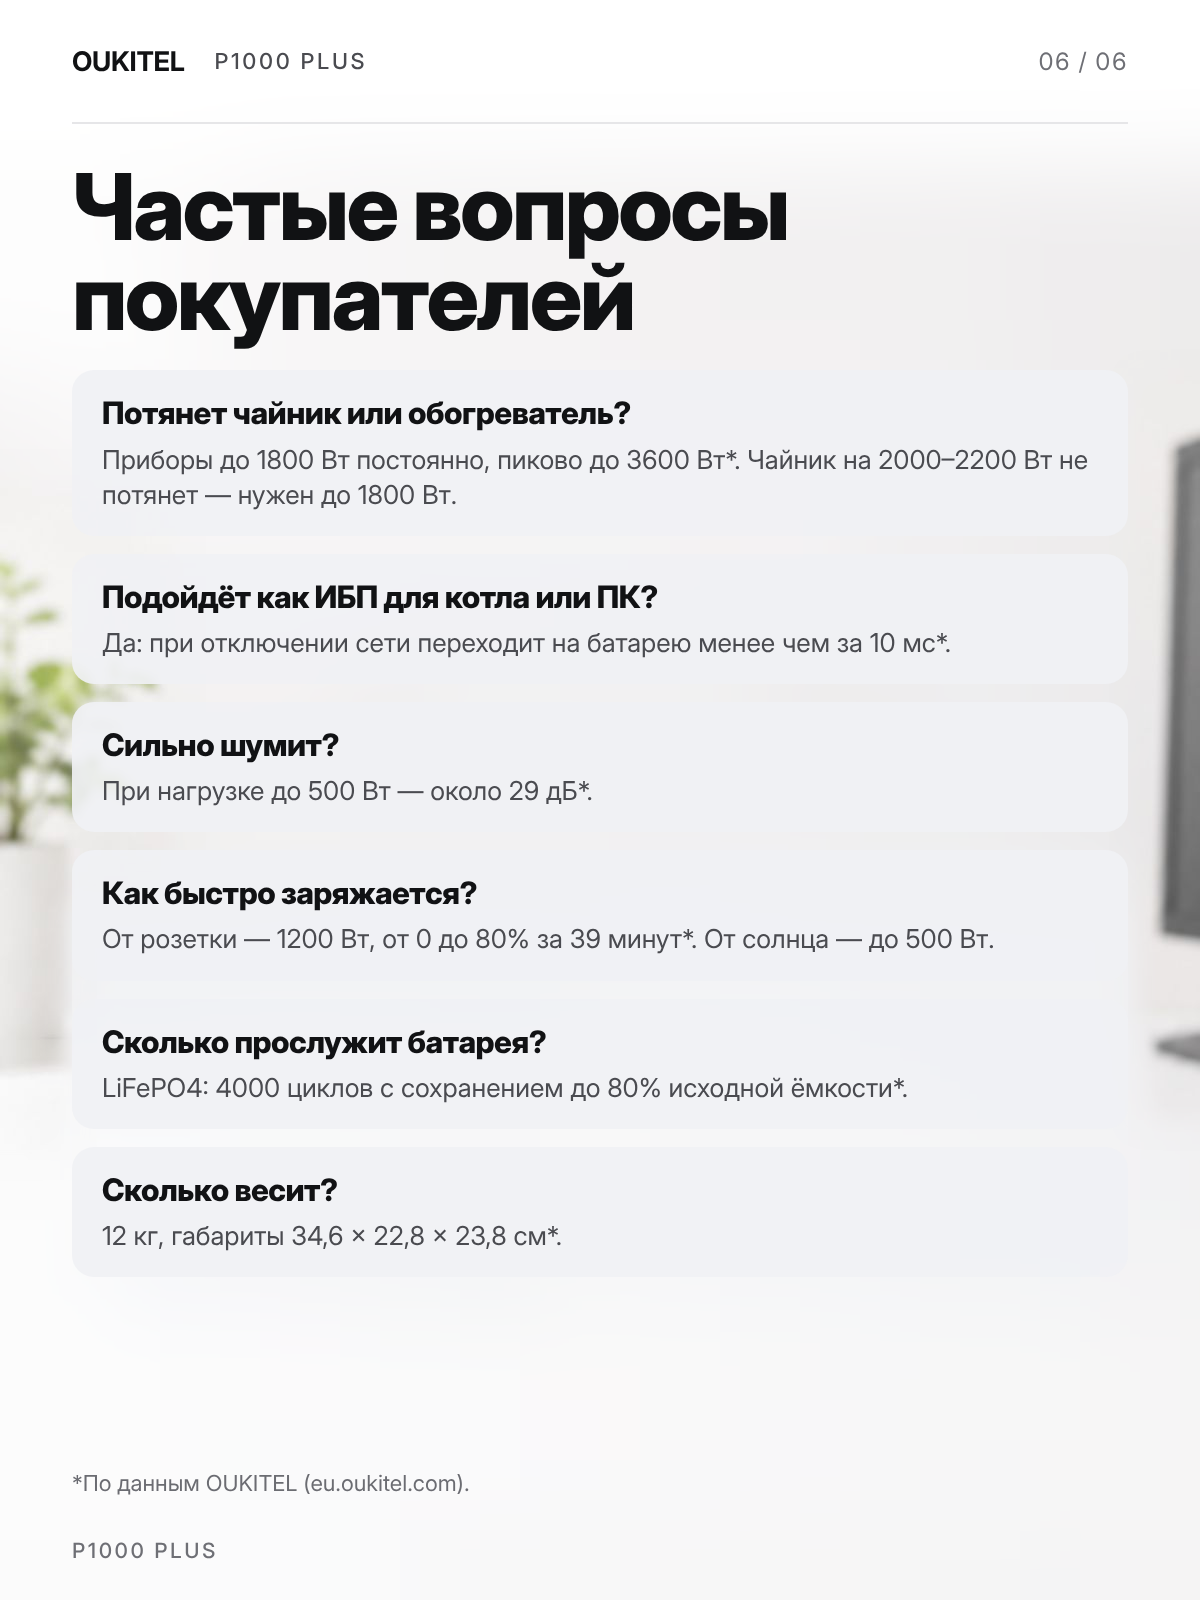 OUKITEL P1000 PLUS 06 / 06
Частые вопросы
покупателей
Потянет чайник или обогреватель?
Приборы до 1800 Вт постоянно, пиково до 3600 Вт*. Чайник на 2000–2200 Вт не
потянет — нужен до 1800 Вт.
Подойдёт как ИБП для котла или ПК?
Да: при отключении сети переходит на батарею менее чем за 10 мс*.
Сильно шумит?
При нагрузке до 500 Вт — около 29 дБ*.
Как быстро заряжается?
От розетки — 1200 Вт, от 0 до 80% за 39 минут*. От солнца — до 500 Вт.
Сколько прослужит батарея?
LiFePO4: 4000 циклов с сохранением до 80% исходной ёмкости*.
Сколько весит?
12 кг, габариты 34,6 × 22,8 × 23,8 см*.
*По данным OUKITEL (eu.oukitel.com).
P1000 PLUS